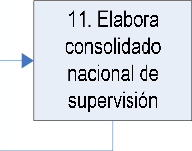 11. Elabora
consolidado
nacional de
supervisión